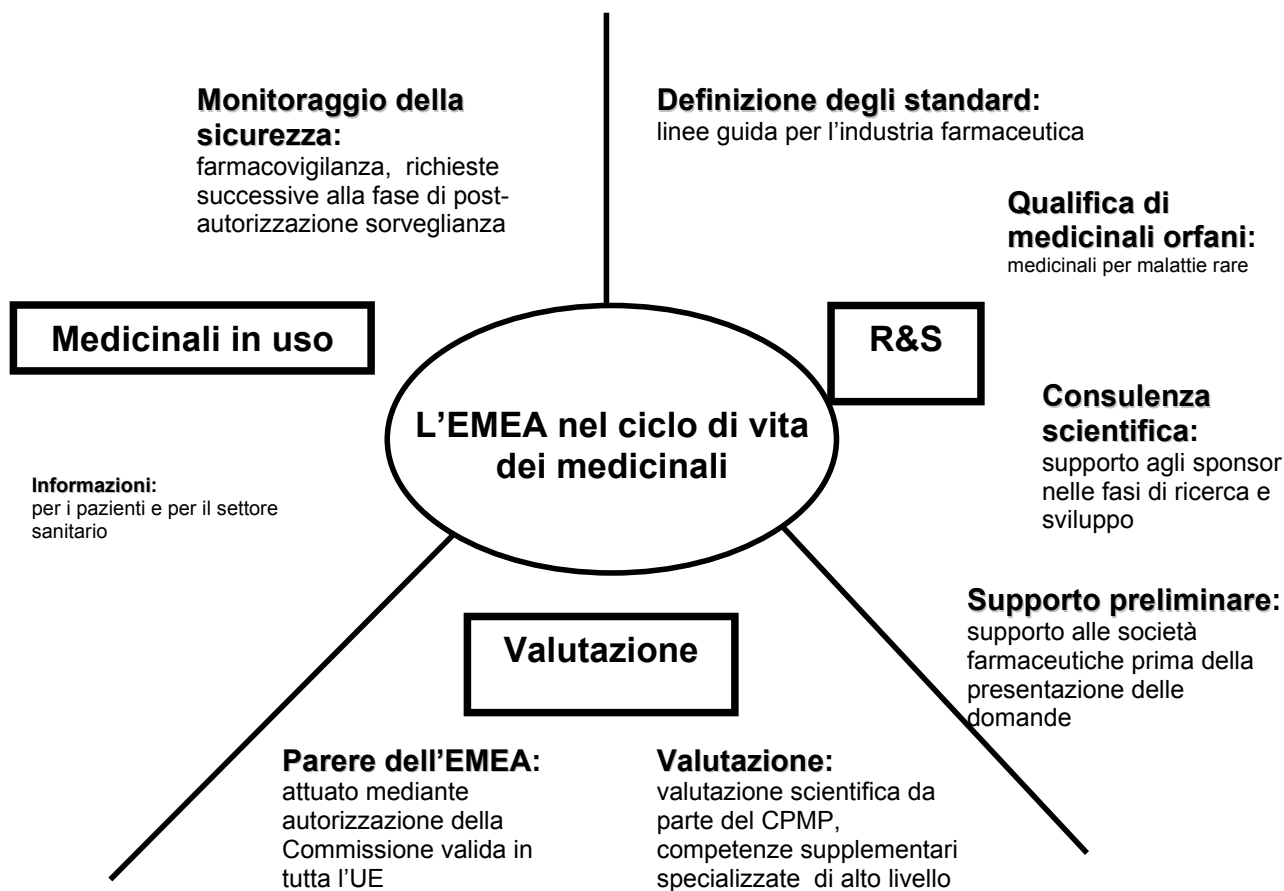 Monitoraggio della
sicurezza:
farmacovigilanza, richieste
successive alla fase di post-
autorizzazione sorveglianza
Definizione degli standard:
linee guida per l'industria farmaceutica
Qualifica di
medicinali orfani:
medicinali per malattie rare
Medicinali in uso
R&S
L'EMEA nel ciclo di vita
dei medicinali
Consulenza
scientifica:
supporto agli sponsor
nelle fasi di ricerca e
sviluppo
Informazioni:
per i pazienti e per il settore
sanitario
Supporto preliminare:
supporto alle società
farmaceutiche prima della
presentazione delle
domande
Valutazione
Parere dell'EMEA:
attuato mediante
autorizzazione della
Commissione valida in
tutta l'UE
Valutazione:
valutazione scientifica da
parte del CPMP,
competenze supplementari
specializzate di alto livello